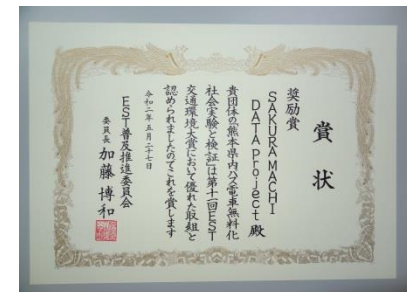 賞状
奨励賞
SAKURA MACHI
DATA Project 殿
貴団体の熊本県内バス電車無料化
社会実験と検証は第十一回EST
交通環境大賞において優れた取組と
認められましたのでこれを賞します
令和二年五月二十七日
EST普及推進委員会
委員長 加藤博和